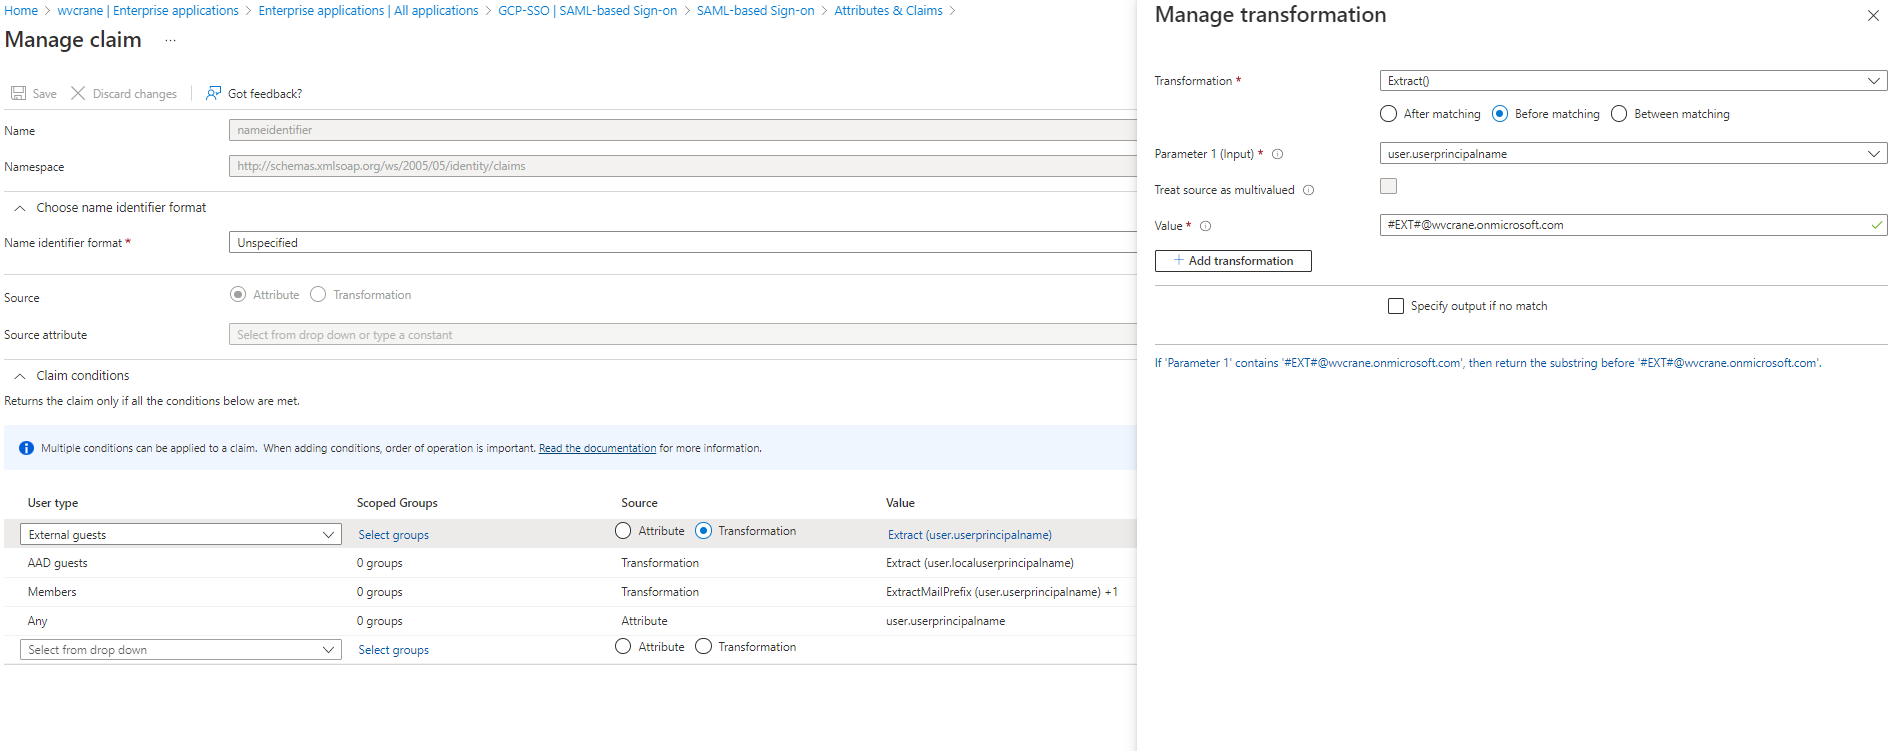 Home > wvcrane | Enterprise applications > Enterprise applications | All applications > GCP-SSO | SAML-based Sign-on > SAML-based Sign-on > Attributes & Claims >
Manage claim ...
Save Discard changes Got feedback?
Name nameidentifier
Namespace http://schemas.xmlsoap.org/ws/2005/05/identity/claims
Choose name identifier format
Name identifier format * Unspecified
Source Attribute Transformation
Source attribute Select from drop down or type a constant
Claim conditions
Returns the claim only if all the conditions below are met.
Multiple conditions can be applied to a claim. When adding conditions, order of operation is important. Read the documentation for more information.
User type Scoped Groups Source Value
External guests Select groups Attribute Transformation Extract (user.userprincipalname)
AAD guests 0 groups Transformation Extract (user.localuserprincipalname)
Members 0 groups Transformation ExtractMailPrefix (user.userprincipalname) +1
Any 0 groups Attribute user.userprincipalname
Select from drop down Select groups Attribute Transformation
Manage transformation
Transformation * Extract()
After matching Before matching Between matching
Parameter 1 (Input) * user.userprincipalname
Treat source as multivalued
Value * #EXT#@wvcrane.onmicrosoft.com
+ Add transformation
Specify output if no match
If 'Parameter 1' contains '#EXT#@wvcrane.onmicrosoft.com', then return the substring before '#EXT#@wvcrane.onmicrosoft.com'.